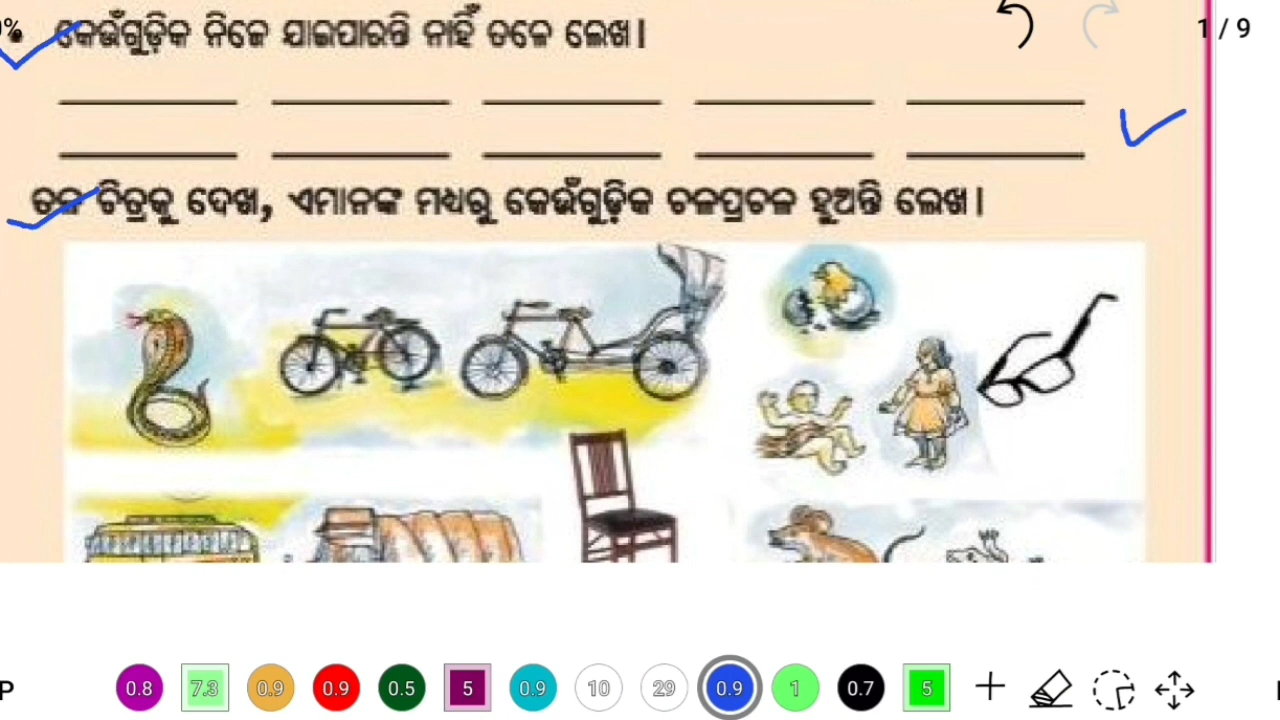 କେଉଁଗୁଡ଼ିକ ନିଜେ ଯାଇପାରନ୍ତି ନାହିଁ ତଳେ ଲେଖ।
1 / 9
ତଳ ଚିତ୍ରକୁ ଦେଖ, ଏମାନଙ୍କ ମଧ୍ୟରୁ କେଉଁଗୁଡ଼ିକ ଚଳପ୍ରଚଳ ହୁଅନ୍ତି ଲେଖ।
0.8 7.3 0.9 0.9 0.5 5 0.9 10 29 0.9 1 0.7 5